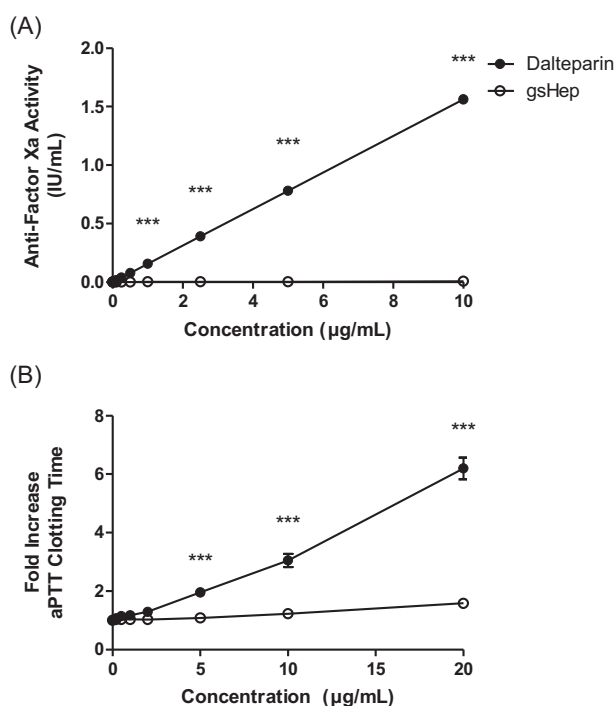 (A)
2.0
1.5
1.0
0.5
0.0
Anti-Factor Xa Activity
(IU/mL)
***
***
***
***
Dalteparin
gsHep
0
2
4
6
8
10
Concentration (µg/mL)
(B)
8
6
4
2
0
Fold Increase
aPTT Clotting Time
***
***
***
0
5
10
15
20
Concentration (µg/mL)